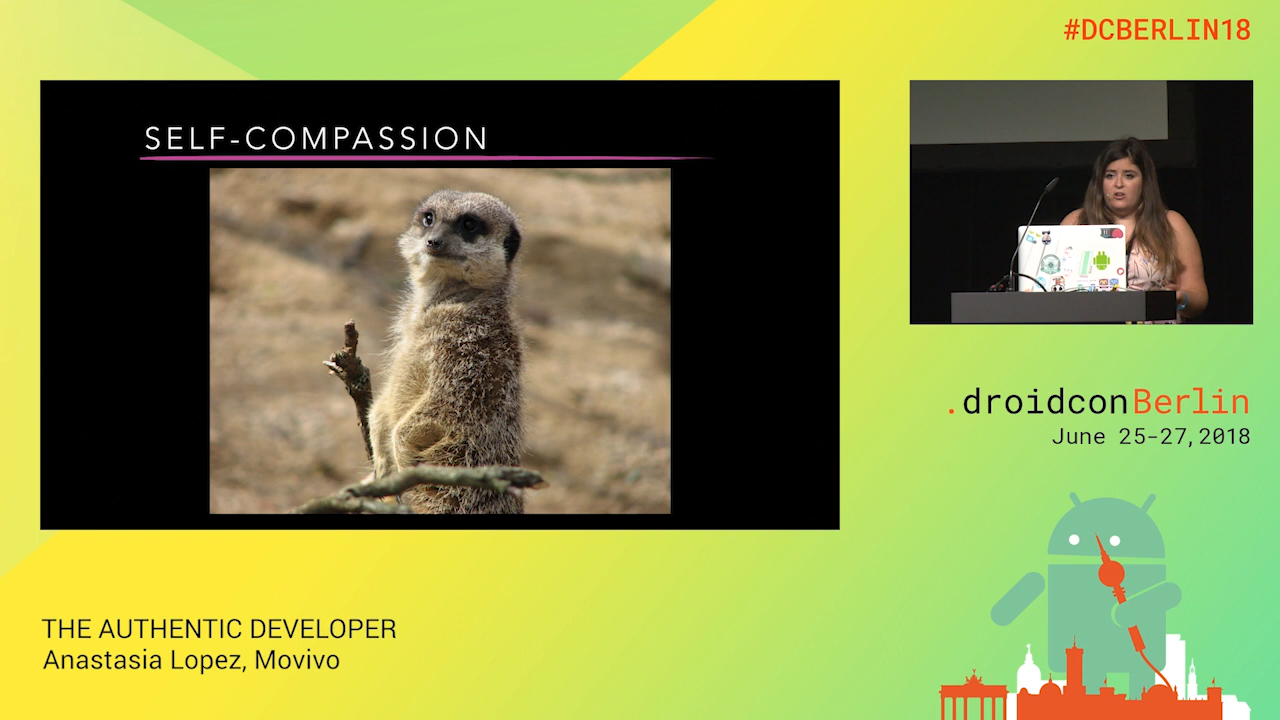 #DCBERLIN18
SELF-COMPASSION
.droidconBerlin
June 25-27,2018
THE AUTHENTIC DEVELOPER
Anastasia Lopez, Movivo